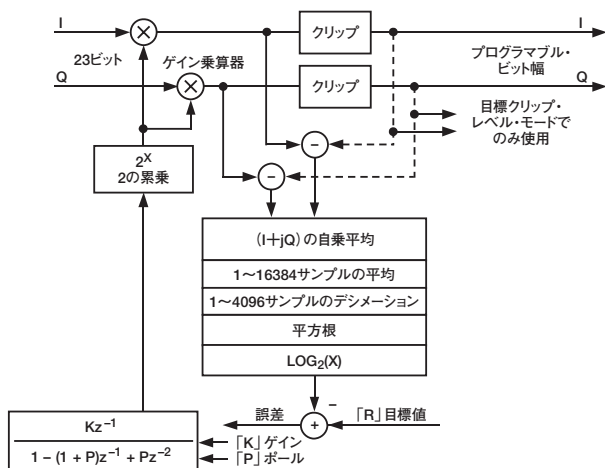 I
クリップ
I
23ビット
ゲイン乗算器
プログラマブル・
ビット幅
Q
クリップ
Q
目標クリップ・
レベル・モードで
のみ使用
2^X
2の累乗
−
−
(I+jQ)の自乗平均
1〜16384サンプルの平均
1〜4096サンプルのデシメーション
平方根
LOG₂(X)
−
誤差
+
「R」目標値
Kz⁻¹
1 − (1 + P)z⁻¹ + Pz⁻²
「K」ゲイン
「P」ポール